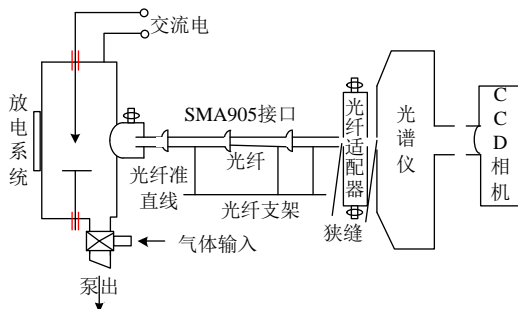 交流电
放电系统
SMA905接口
光纤
光纤准
直线
光纤支架
气体输入
泵出
光纤适配器
狭缝
光谱仪
CCD相机